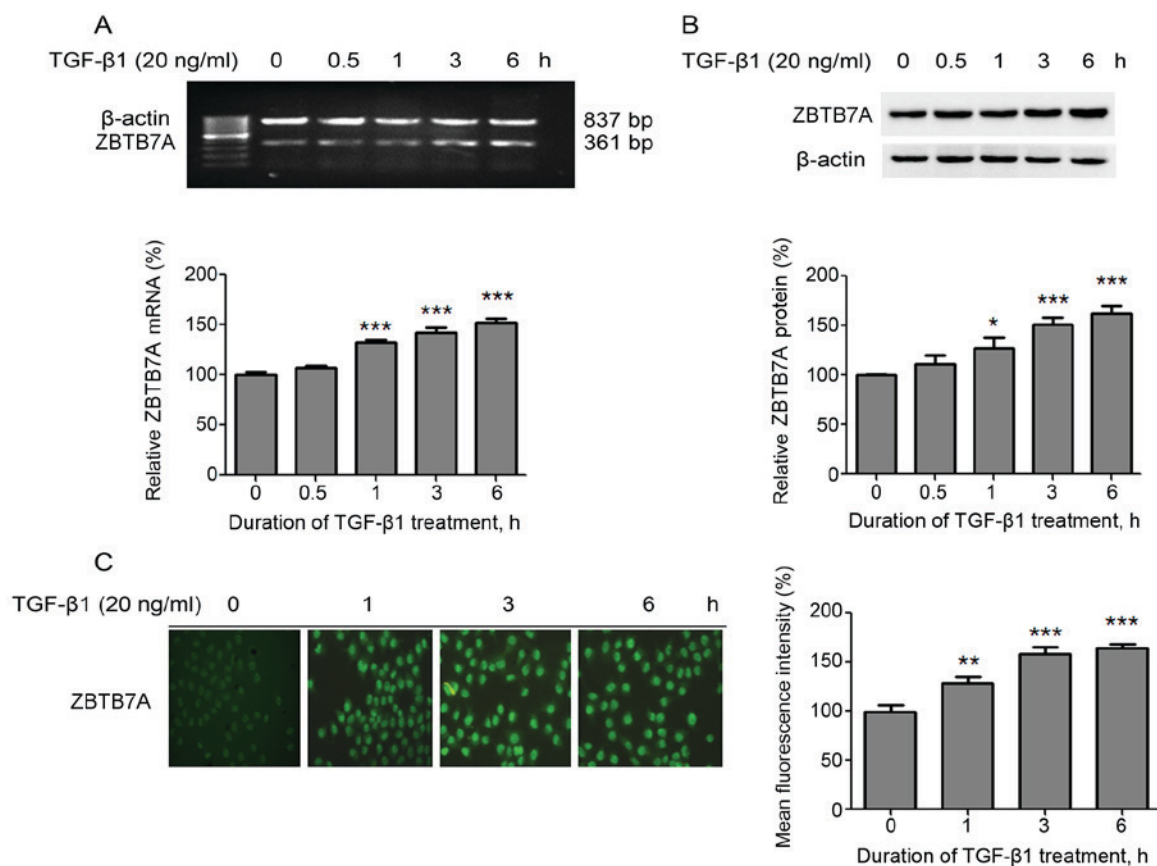 A
TGF-β1 (20 ng/ml) 0 0.5 1 3 6 h
β-actin 837 bp
ZBTB7A 361 bp
Relative ZBTB7A mRNA (%)
200
150
100
50
0
*** *** ***
0 0.5 1 3 6
Duration of TGF-β1 treatment, h
B
TGF-β1 (20 ng/ml) 0 0.5 1 3 6 h
ZBTB7A
β-actin
Relative ZBTB7A protein (%)
200
150
100
50
0
* *** ***
0 0.5 1 3 6
Duration of TGF-β1 treatment, h
C
TGF-β1 (20 ng/ml) 0 1 3 6 h
ZBTB7A
Mean fluorescence intensity (%)
200
150
100
50
0
** *** ***
0 1 3 6
Duration of TGF-β1 treatment, h